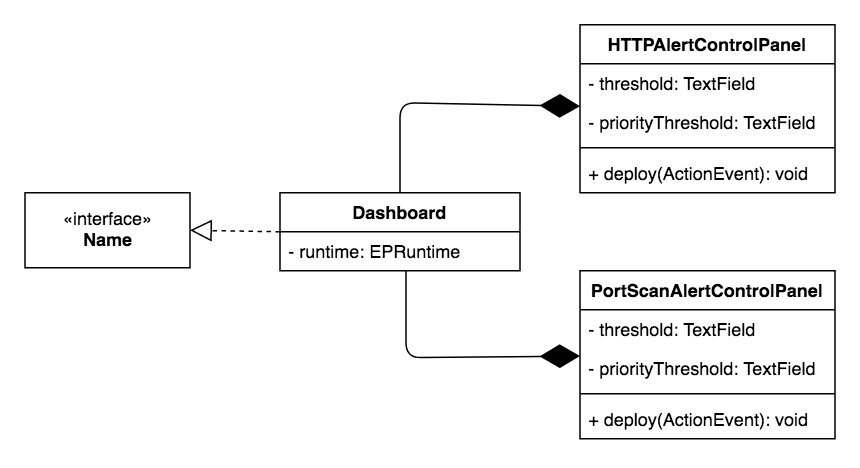 HTTPAlertControlPanel
- threshold: TextField
- priorityThreshold: TextField
+ deploy(ActionEvent): void
«interface»
Name
Dashboard
- runtime: EPRuntime
PortScanAlertControlPanel
- threshold: TextField
- priorityThreshold: TextField
+ deploy(ActionEvent): void